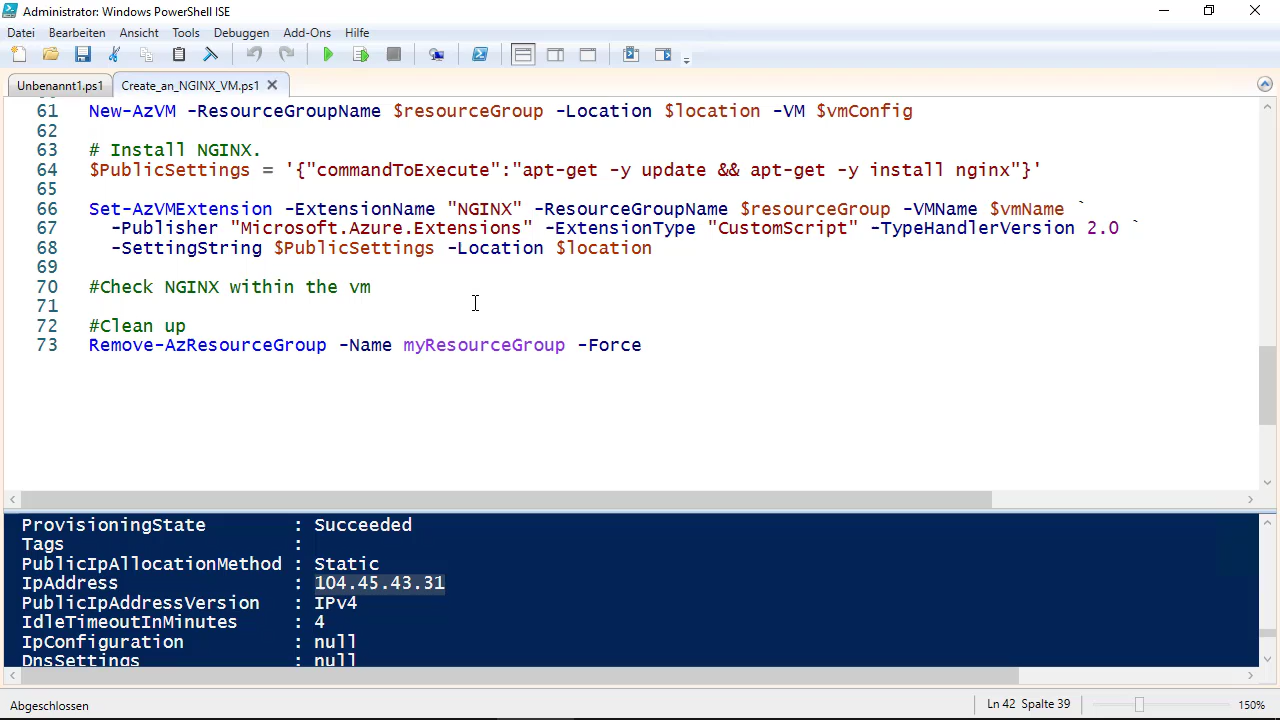 Administrator: Windows PowerShell ISE
Datei Bearbeiten Ansicht Tools Debuggen Add-Ons Hilfe
Unbenannt1.ps1 Create_an_NGINX_VM.ps1
61 New-AzVM -ResourceGroupName $resourceGroup -Location $location -VM $vmConfig
62
63 # Install NGINX.
64 $PublicSettings = '{"commandToExecute":"apt-get -y update && apt-get -y install nginx"}'
65
66 Set-AzVMExtension -ExtensionName "NGINX" -ResourceGroupName $resourceGroup -VMName $vmName `
67 -Publisher "Microsoft.Azure.Extensions" -ExtensionType "CustomScript" -TypeHandlerVersion 2.0 `
68 -SettingString $PublicSettings -Location $location
69
70 #Check NGINX within the vm
71
72 #Clean up
73 Remove-AzResourceGroup -Name myResourceGroup -Force
ProvisioningState : Succeeded
Tags :
PublicIpAllocationMethod : Static
IpAddress : 104.45.43.31
PublicIpAddressVersion : IPv4
IdleTimeoutInMinutes : 4
IpConfiguration : null
DnsSettings : null
Abgeschlossen Ln 42 Spalte 39 150%